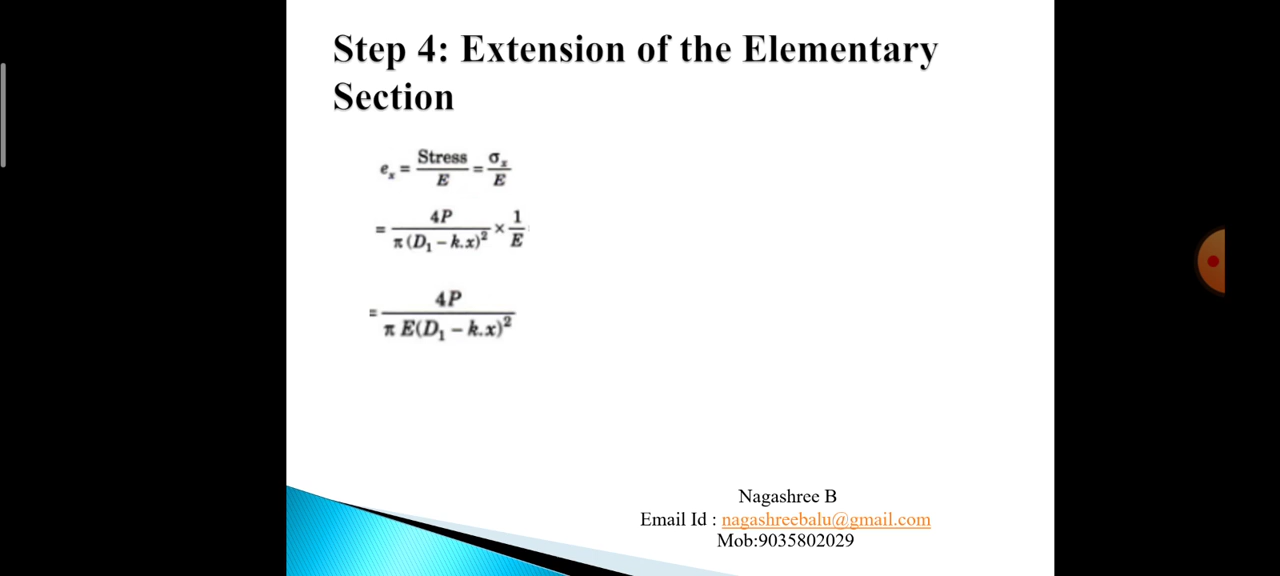 Step 4: Extension of the Elementary
Section
eₓ = Stress / E = σₓ / E
= 4P / π (D₁ – k.x)² × 1 / E
= 4P / π E(D₁ – k.x)²
Nagashree B
Email Id : nagashreebalu@gmail.com
Mob:9035802029